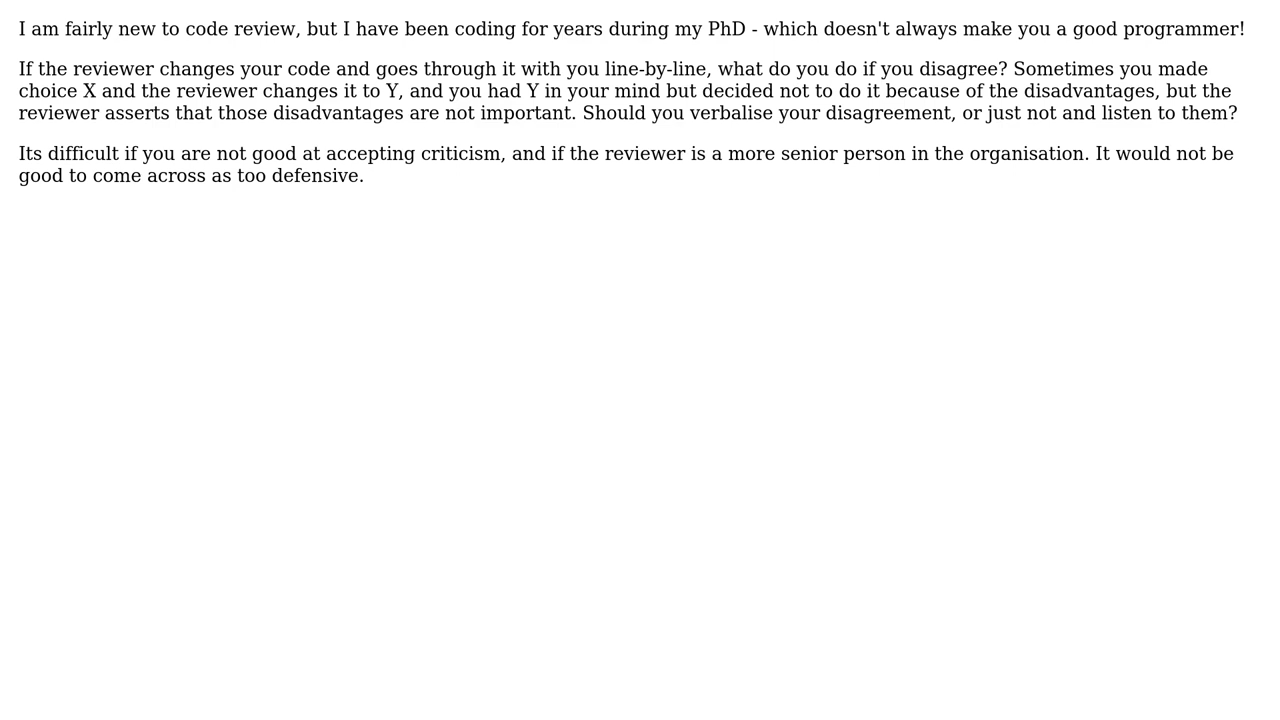 I am fairly new to code review, but I have been coding for years during my PhD - which doesn't always make you a good programmer!
If the reviewer changes your code and goes through it with you line-by-line, what do you do if you disagree? Sometimes you made
choice X and the reviewer changes it to Y, and you had Y in your mind but decided not to do it because of the disadvantages, but the
reviewer asserts that those disadvantages are not important. Should you verbalise your disagreement, or just not and listen to them?
Its difficult if you are not good at accepting criticism, and if the reviewer is a more senior person in the organisation. It would not be
good to come across as too defensive.